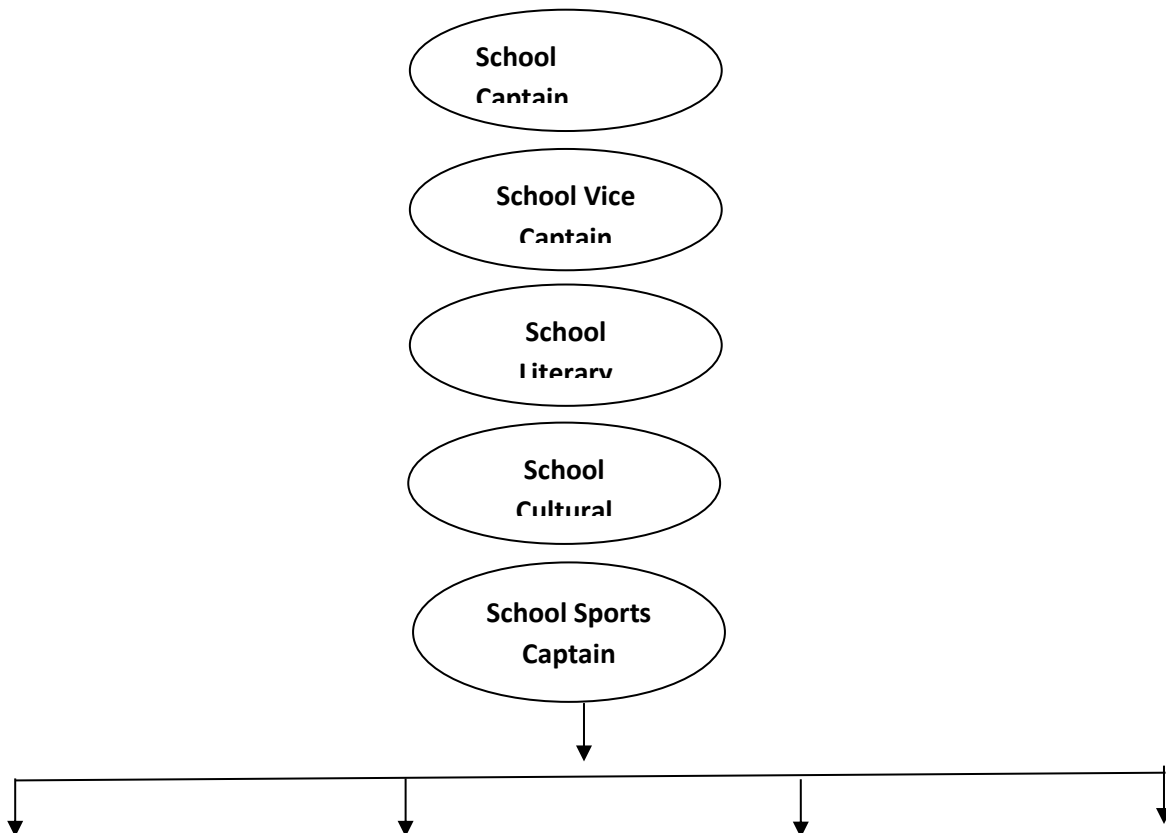 School
Captain
School Vice
Captain
School
Literary
School
Cultural
School Sports
Captain